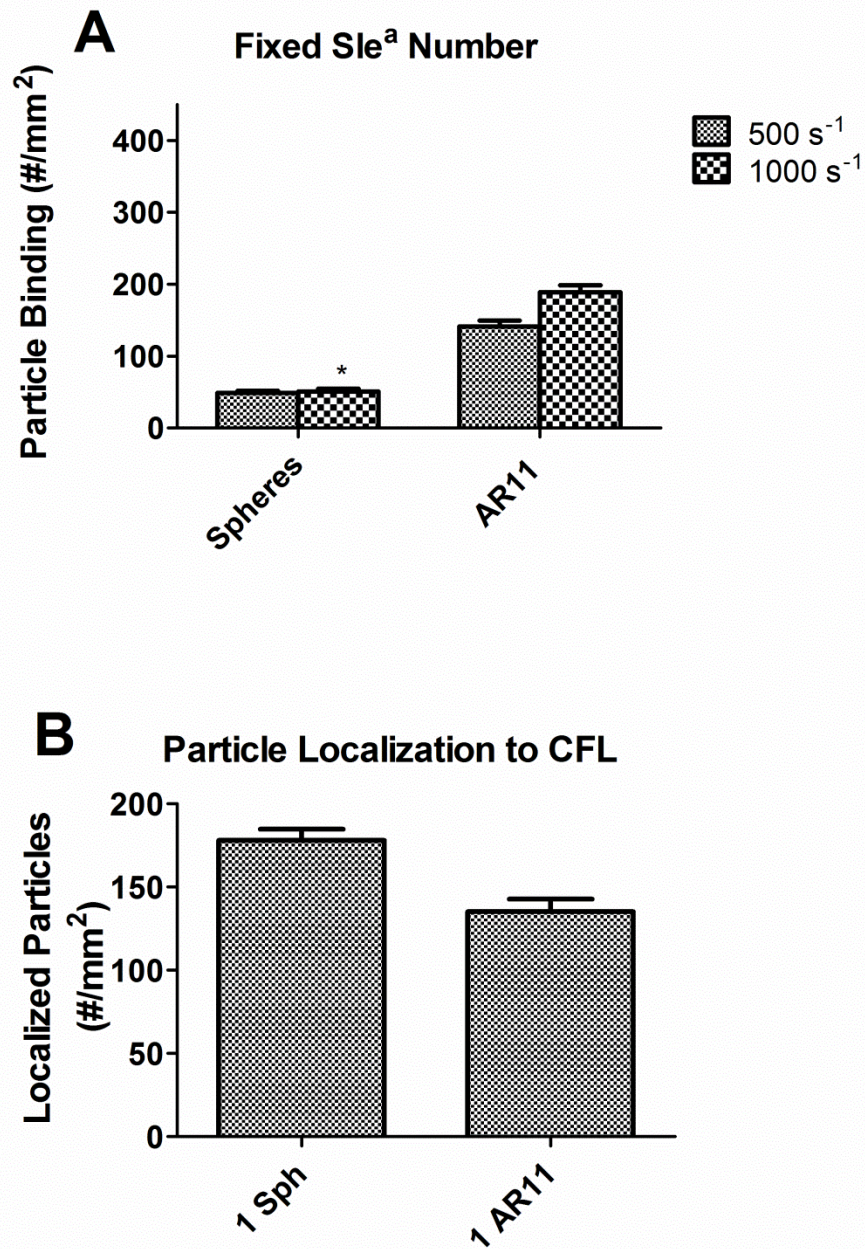 A
Fixed Sleᵃ Number
Particle Binding (#/mm²)
400
300
200
100
0
*
Spheres
AR11
500 s⁻¹
1000 s⁻¹
B
Particle Localization to CFL
Localized Particles
(#/mm²)
200
150
100
50
0
1 Sph
1 AR11